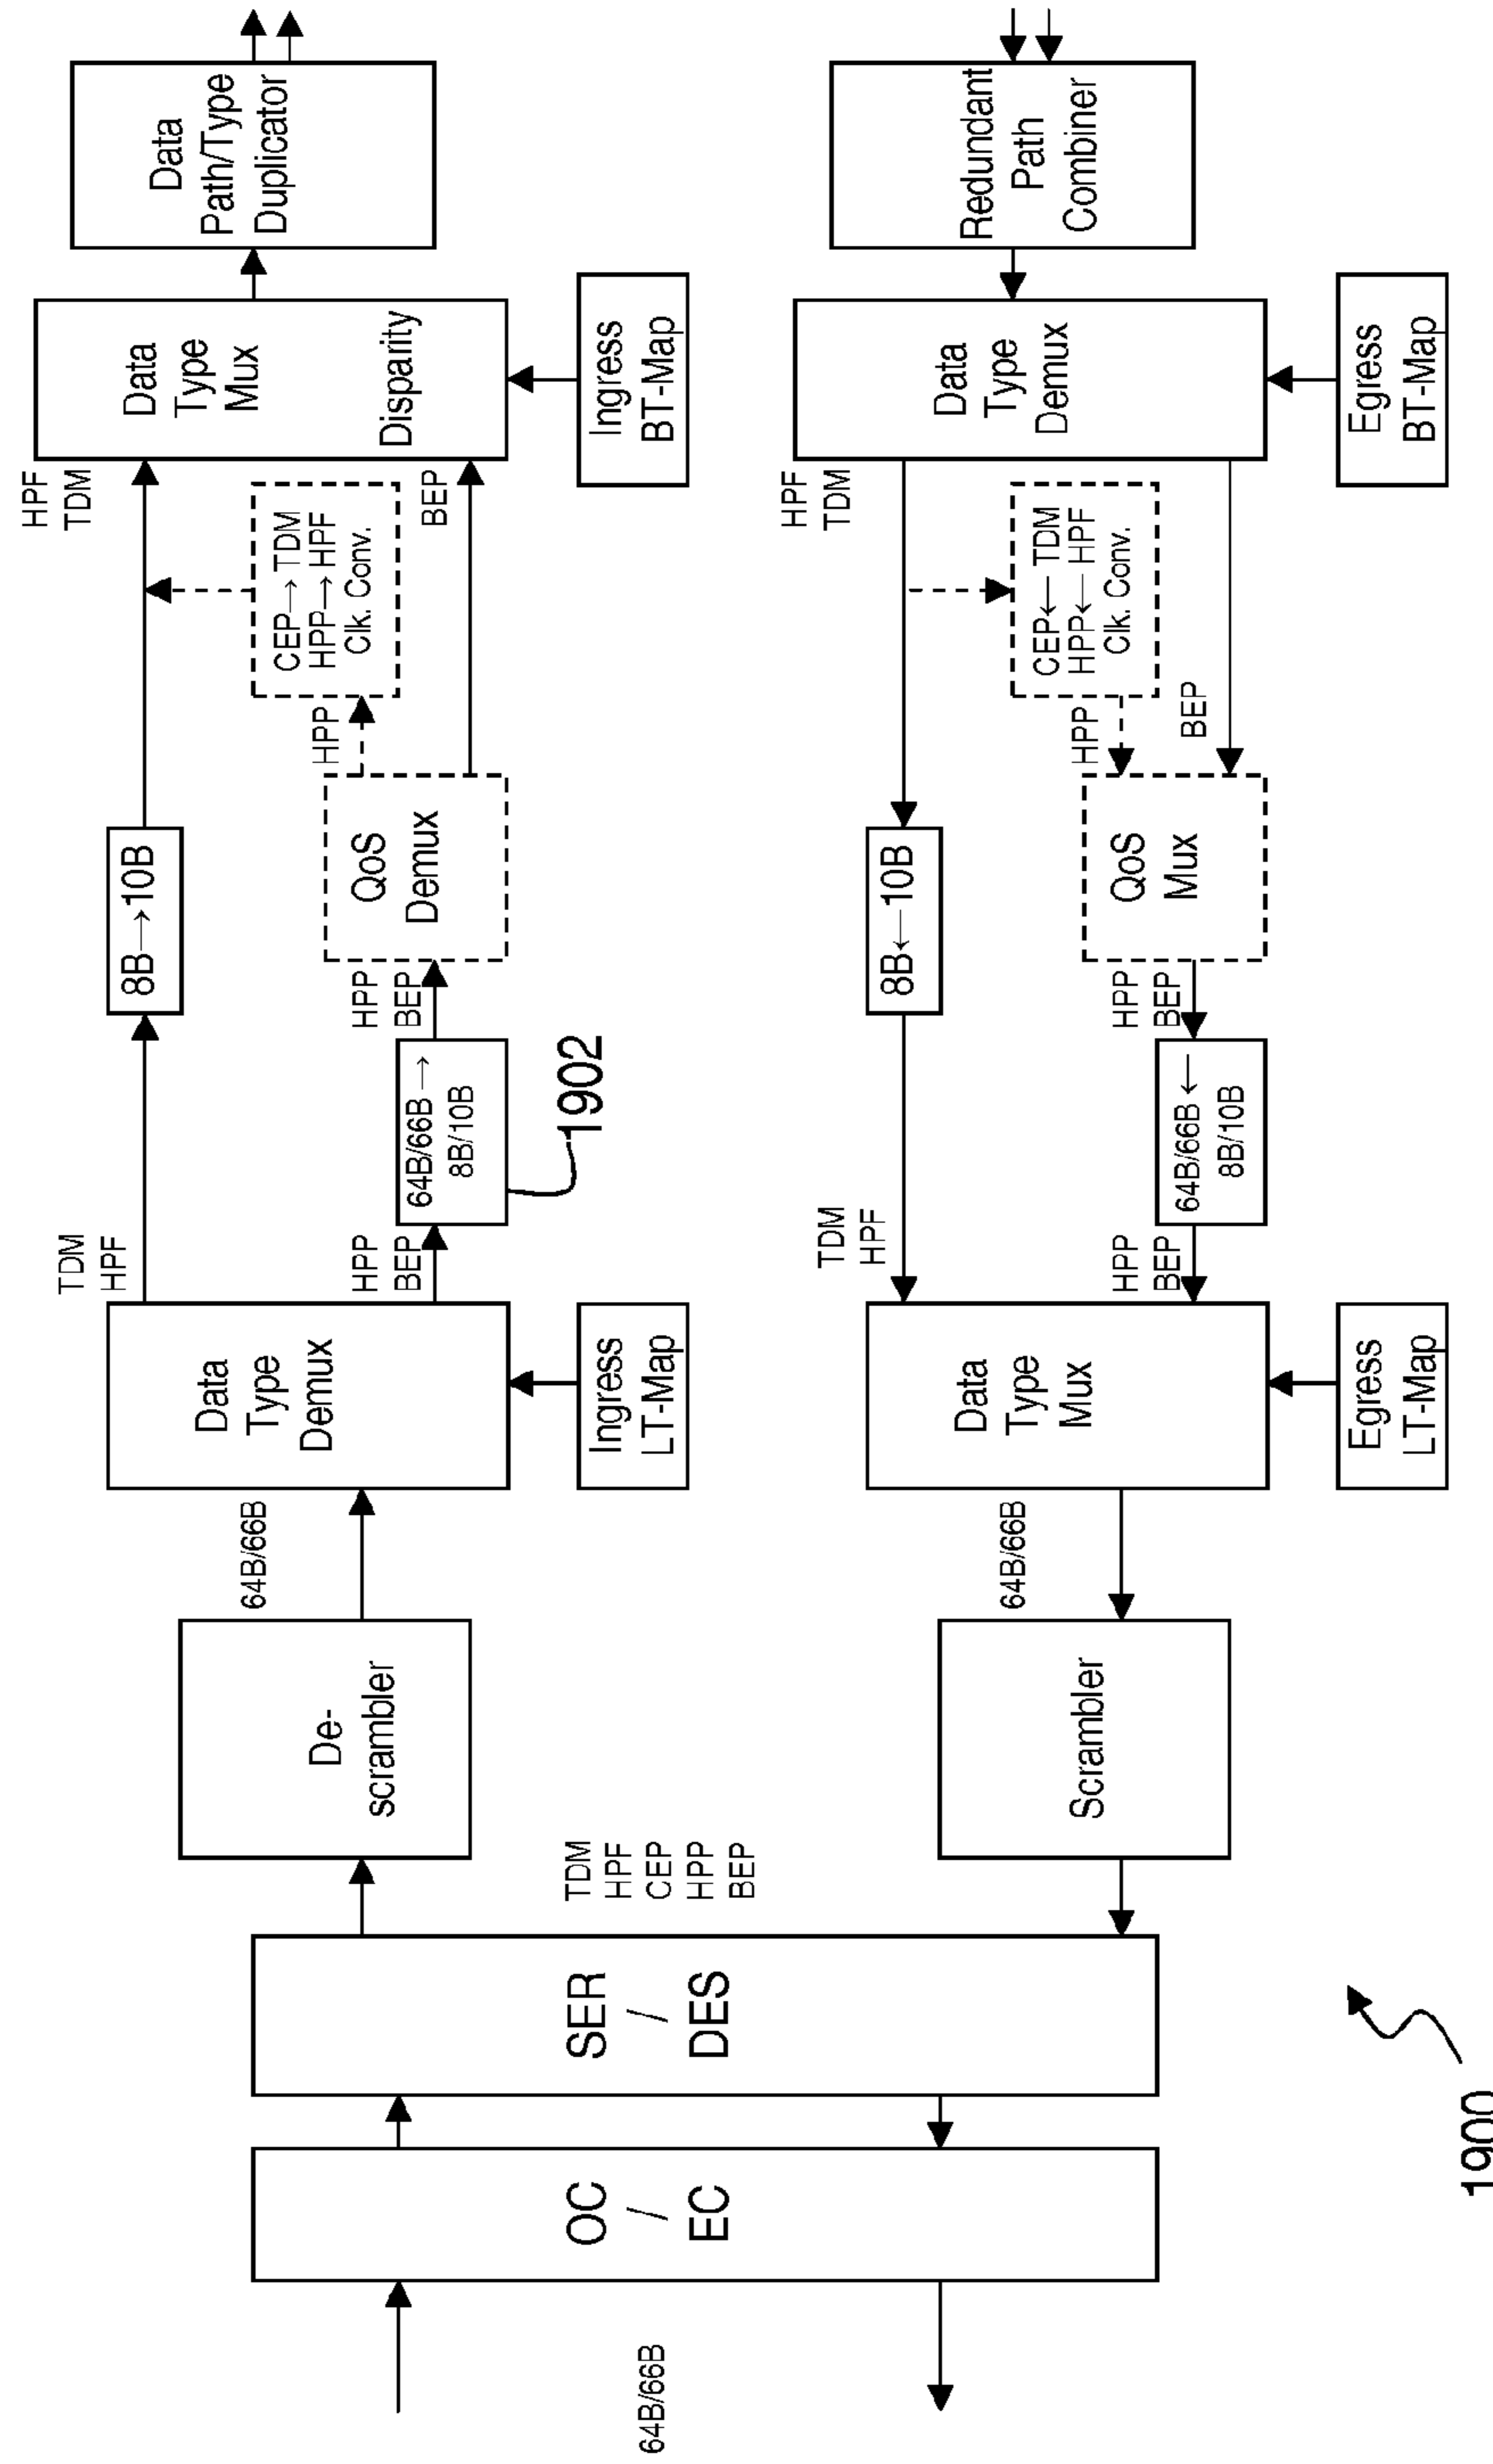 64B/66B
OC
/
EC
SER
/
DES
TDM
HPF
CEP
HPP
BEP
De-
scrambler
64B/66B
Data
Type
Demux
Ingress
LT-Map
TDM
HPF
8B→10B
HPP
BEP
64B/66B→
8B/10B
1902
HPP
BEP
QoS
Demux
HPP
CEP→TDM
HPP→HPF
Clk. Conv.
BEP
HPF
TDM
Data
Type
Mux
Disparity
Ingress
BT-Map
Data
Path/Type
Duplicator
Scrambler
64B/66B
Data
Type
Mux
Egress
LT-Map
TDM
HPF
8B←10B
HPP
BEP
64B/66B←
8B/10B
HPP
BEP
QoS
Mux
HPP
CEP←TDM
HPP←HPF
Clk. Conv.
BEP
HPF
TDM
Data
Type
Demux
Egress
BT-Map
Redundant
Path
Combiner
1900